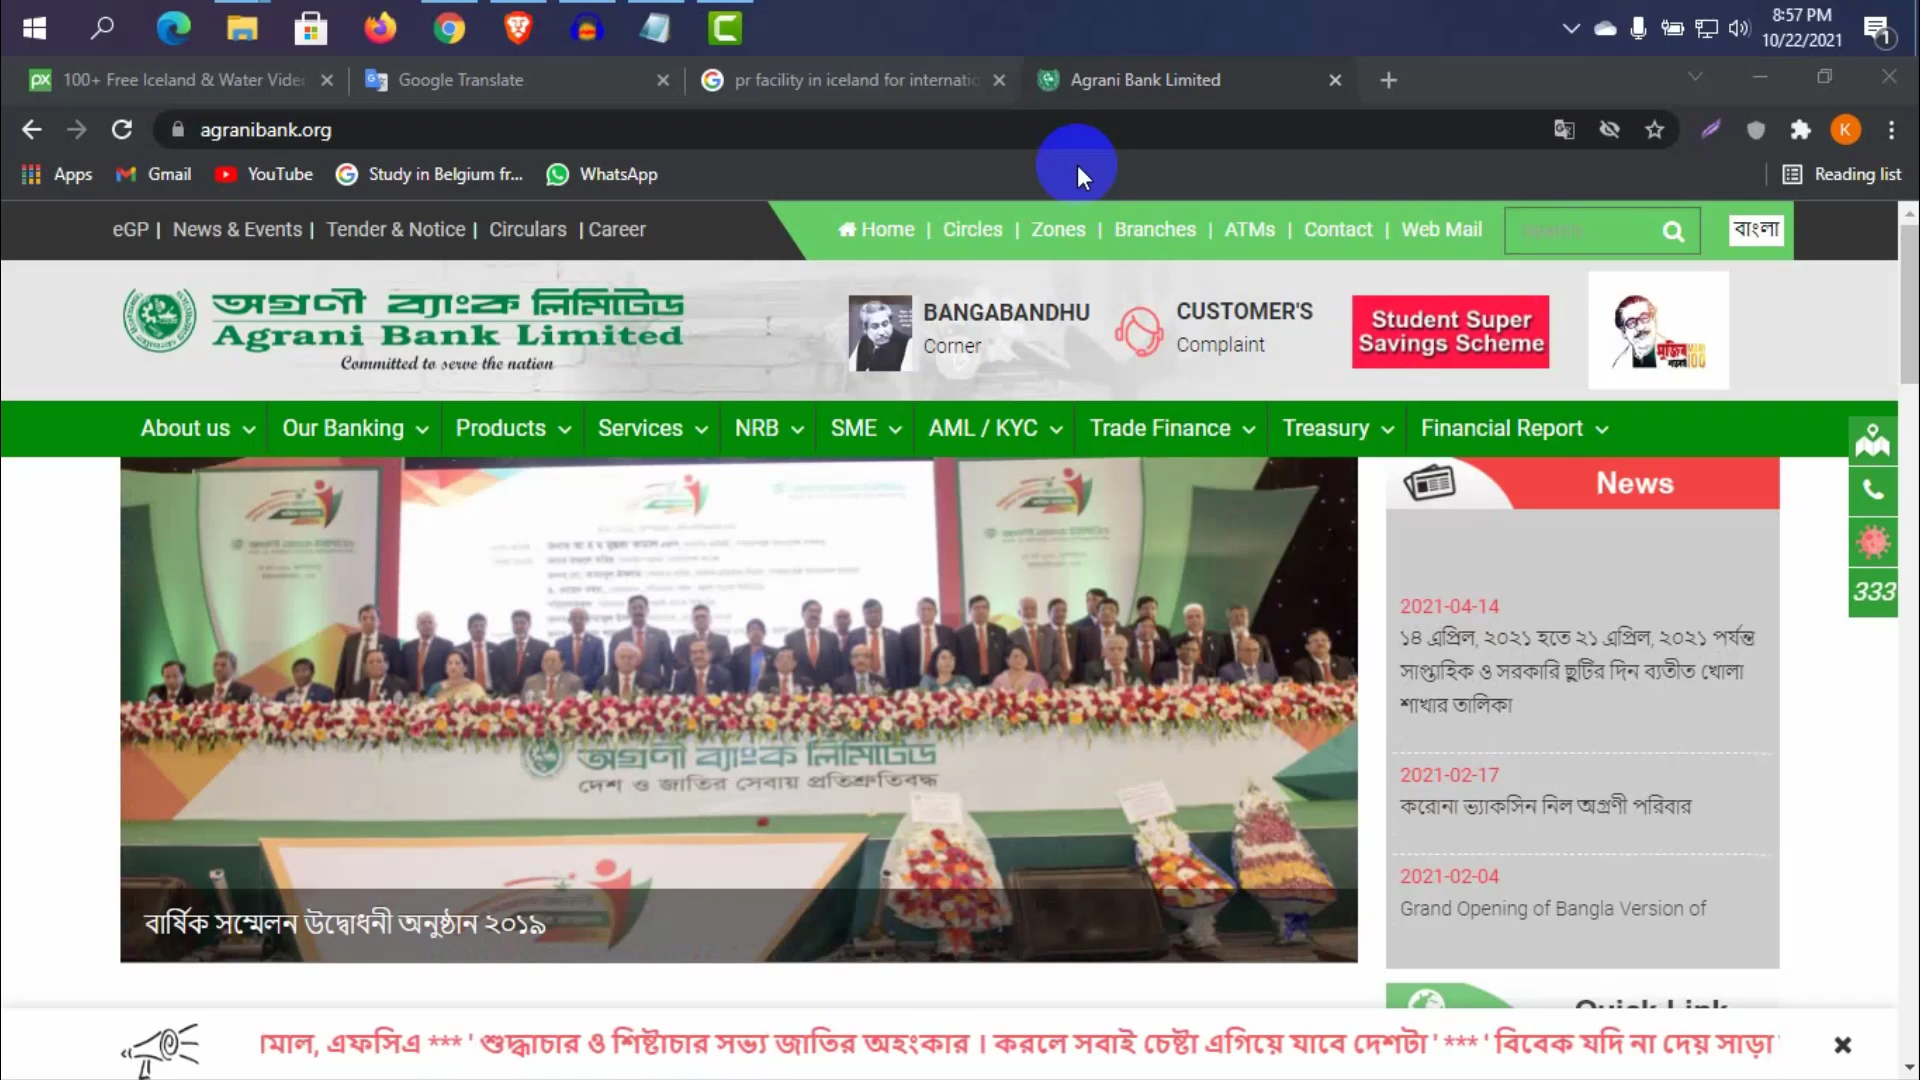 8:57 PM
10/22/2021
1
100+ Free Iceland & Water Vide
Google Translate
pr facility in iceland for internatio
Agrani Bank Limited
agranibank.org
K
Apps
Gmail
YouTube
Study in Belgium fr...
WhatsApp
Reading list
eGP | News & Events | Tender & Notice | Circulars | Career
Home | Circles | Zones | Branches | ATMs | Contact | Web Mail
বাংলা
অগ্রণী ব্যাংক লিমিটেড
Agrani Bank Limited
Committed to serve the nation
BANGABANDHU
Corner
CUSTOMER'S
Complaint
Student Super
Savings Scheme
মুজিব
100
About us
Our Banking
Products
Services
NRB
SME
AML / KYC
Trade Finance
Treasury
Financial Report
News
333
2021-04-14
১৪ এপ্রিল, ২০২১ হতে ২১ এপ্রিল, ২০২১ পর্যন্ত
সাপ্তাহিক ও সরকারি ছুটির দিন ব্যতীত খোলা
শাখার তালিকা
2021-02-17
করোনা ভ্যাকসিন নিল অগ্রণী পরিবার
2021-02-04
Grand Opening of Bangla Version of
অগ্রণী ব্যাংক লিমিটেড
দেশ ও জাতির সেবায় প্রতিশ্রুতিবদ্ধ
বার্ষিক সম্মেলন উদ্বোধনী অনুষ্ঠান ২০১৯
Quick Link
মাল, এফসিএ *** ' শুদ্ধাচার ও শিষ্টাচার সভ্য জাতির অহংকার । করলে সবাই চেষ্টা এগিয়ে যাবে দেশটা ' *** ' বিবেক যদি না দেয় সাড়া